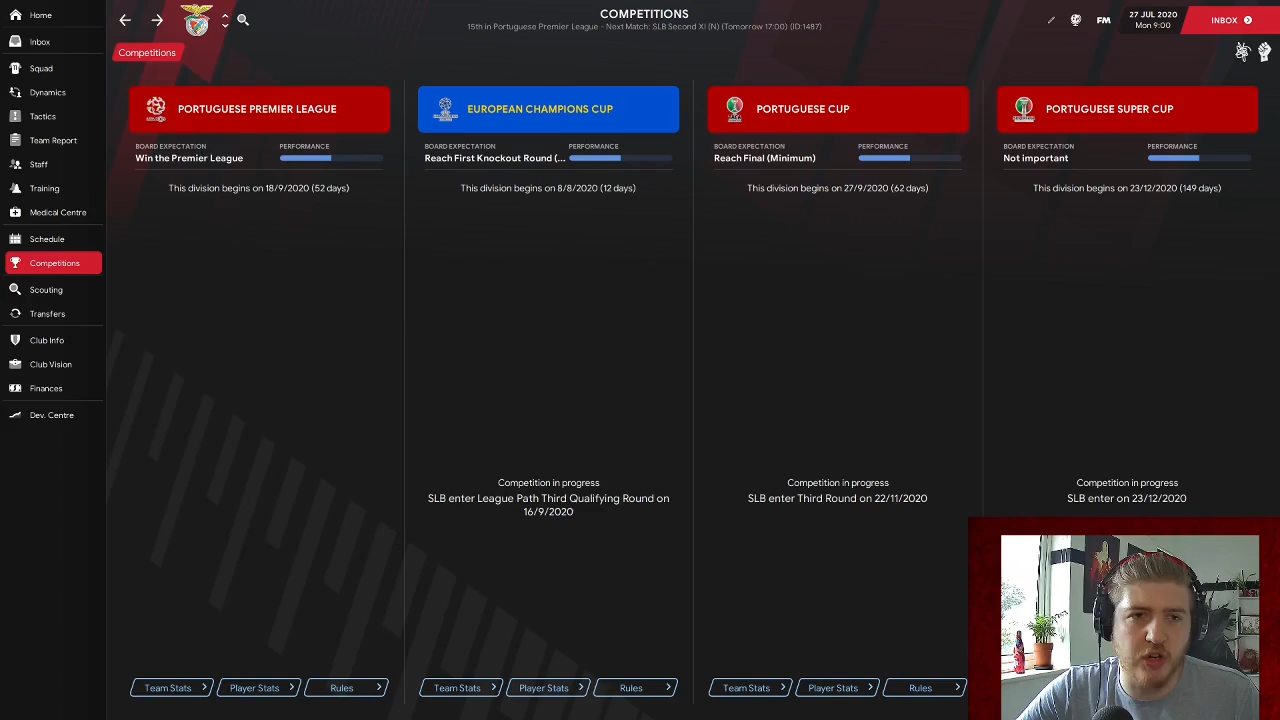 Home
Inbox
Squad
Dynamics
Tactics
Team Report
Staff
Training
Medical Centre
Schedule
Competitions
Scouting
Transfers
Club Info
Club Vision
Finances
Dev. Centre
COMPETITIONS
15th in Portuguese Premier League - Next Match: SLB Second XI (N) (Tomorrow 17:00) (ID:1487)
FM
27 JUL 2020
Mon 9:00
INBOX
Competitions
PORTUGUESE PREMIER LEAGUE
BOARD EXPECTATION PERFORMANCE
Win the Premier League
This division begins on 18/9/2020 (52 days)
Team Stats Player Stats Rules
EUROPEAN CHAMPIONS CUP
BOARD EXPECTATION PERFORMANCE
Reach First Knockout Round (...
This division begins on 8/8/2020 (12 days)
Competition in progress
SLB enter League Path Third Qualifying Round on
16/9/2020
Team Stats Player Stats Rules
PORTUGUESE CUP
BOARD EXPECTATION PERFORMANCE
Reach Final (Minimum)
This division begins on 27/9/2020 (62 days)
Competition in progress
SLB enter Third Round on 22/11/2020
Team Stats Player Stats Rules
PORTUGUESE SUPER CUP
BOARD EXPECTATION PERFORMANCE
Not important
This division begins on 23/12/2020 (149 days)
Competition in progress
SLB enter on 23/12/2020